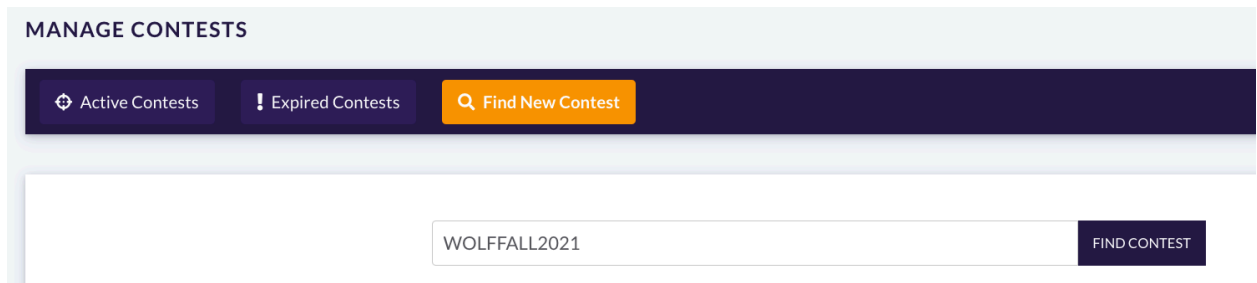 MANAGE CONTESTS
Active Contests Expired Contests Find New Contest
WOLFFALL2021 FIND CONTEST